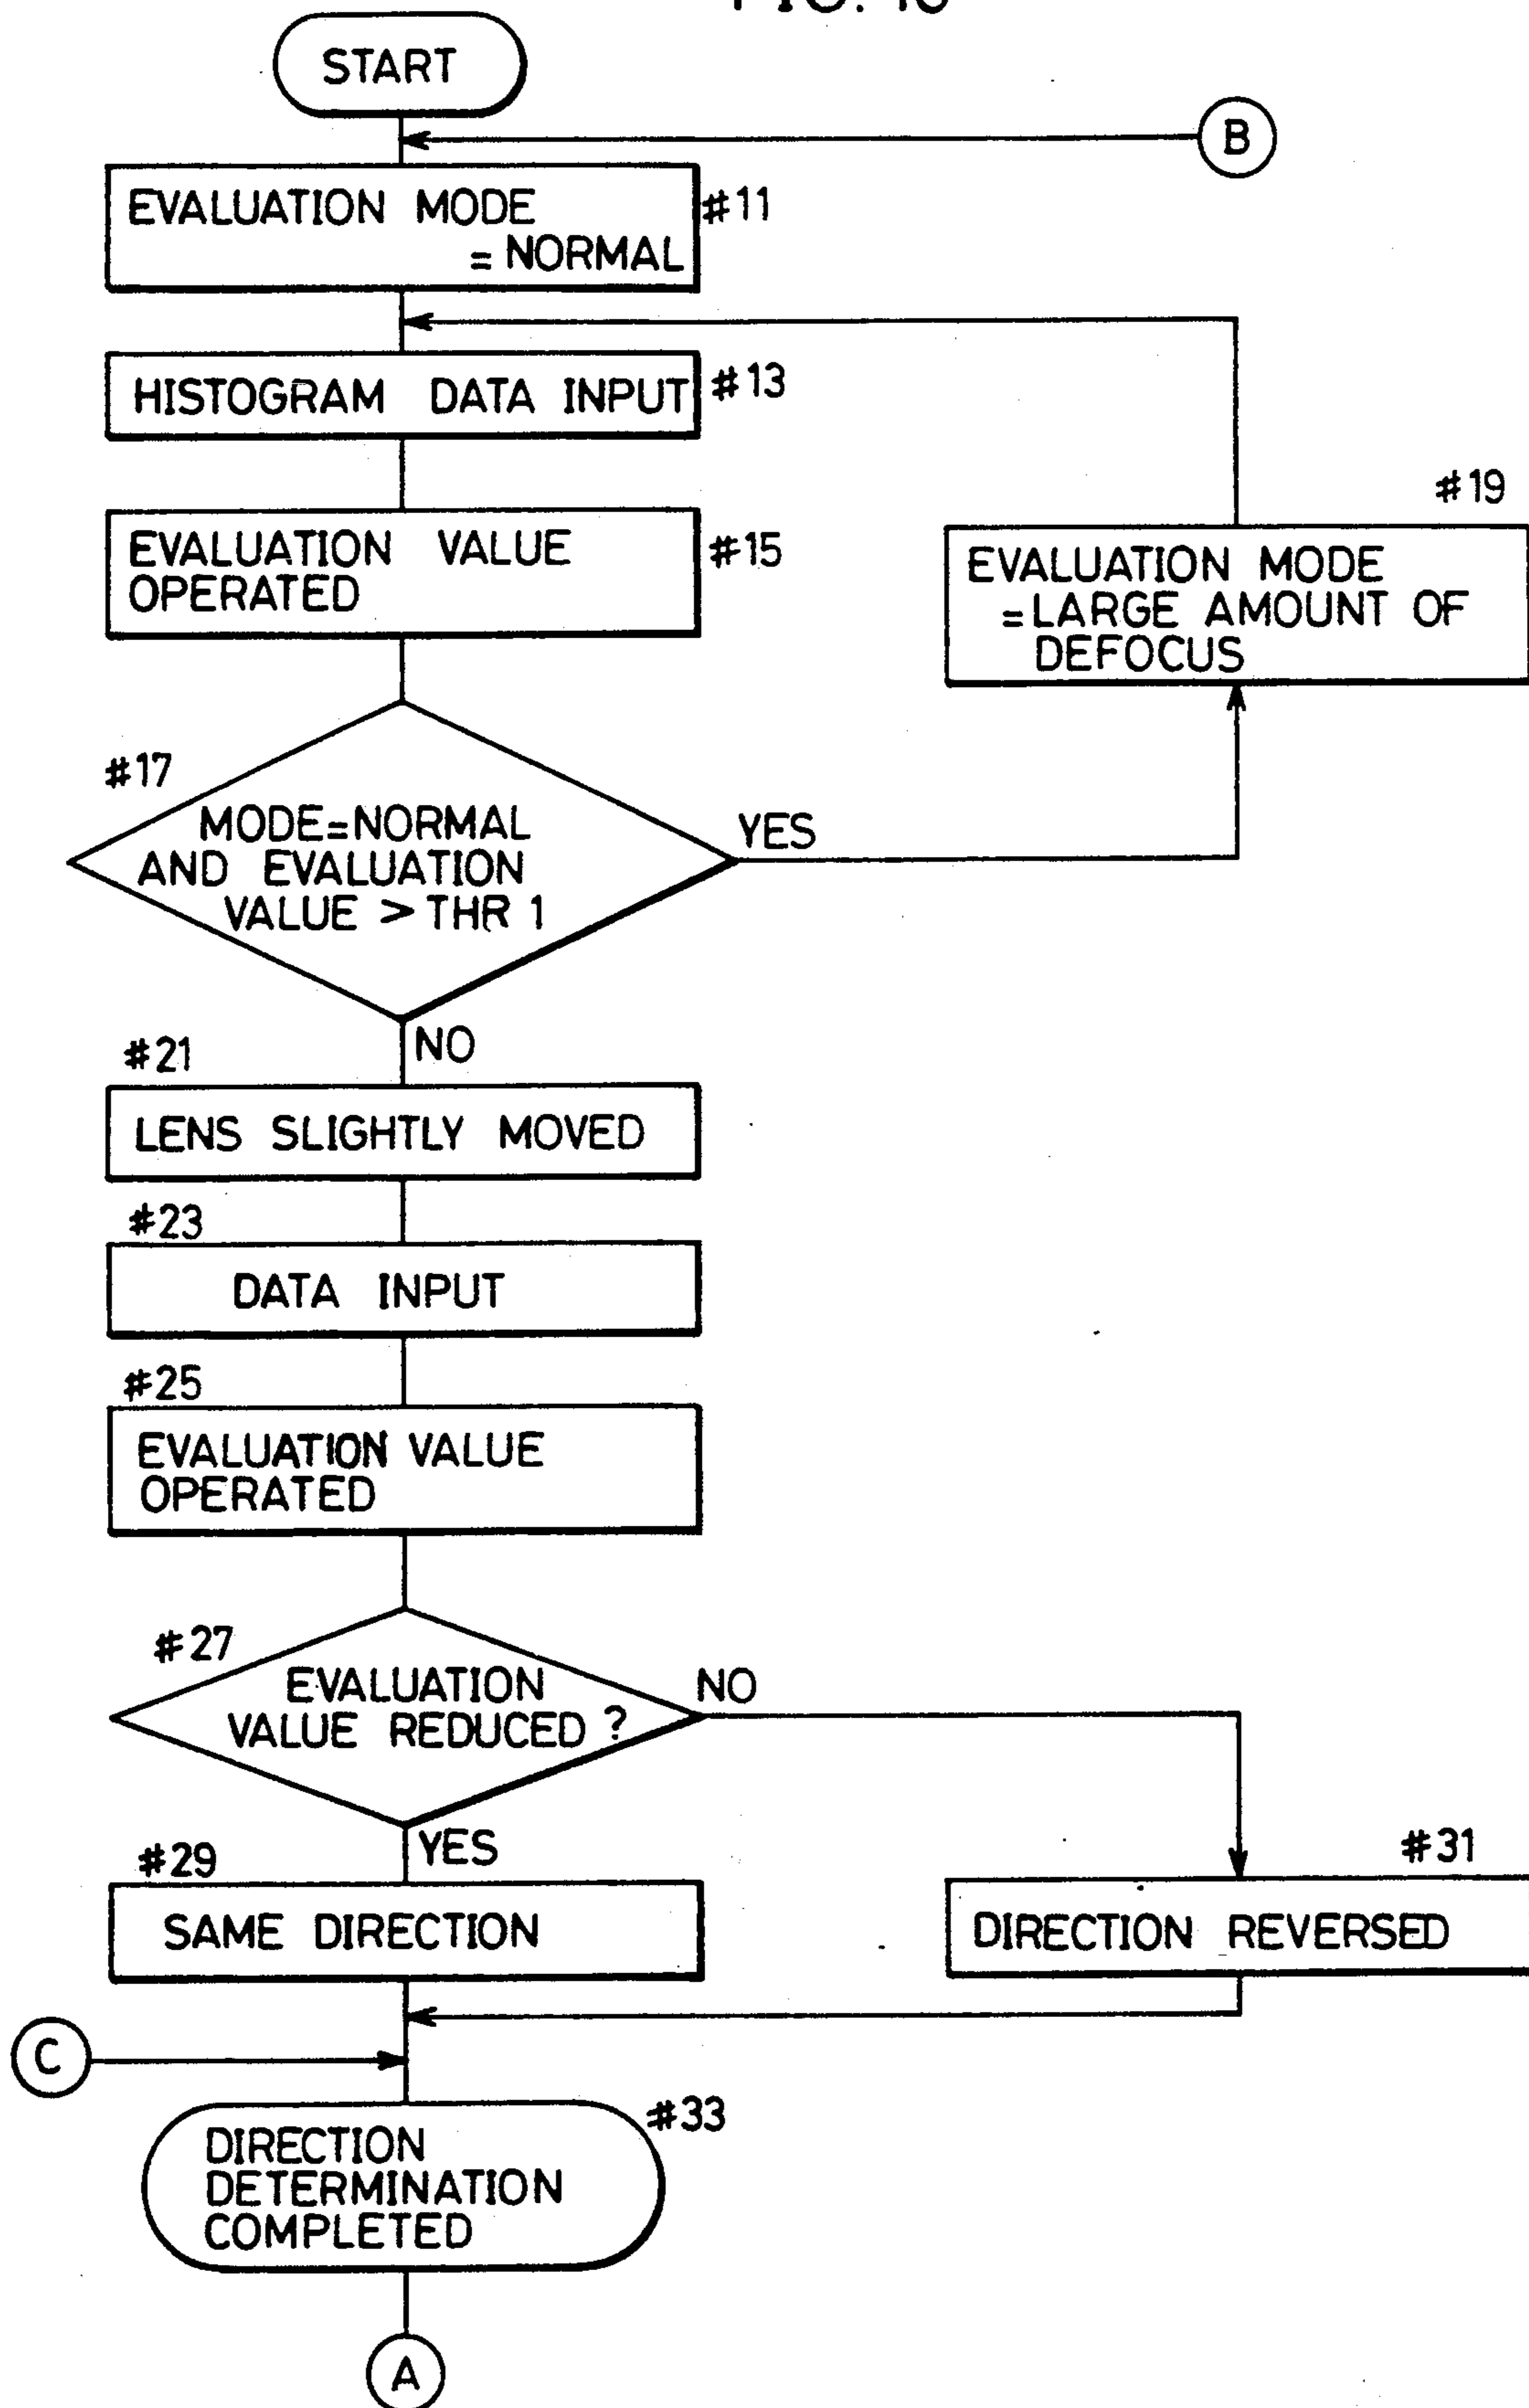 START
B
EVALUATION MODE
= NORMAL
#11
HISTOGRAM DATA INPUT
#13
EVALUATION VALUE
OPERATED
#15
#19
EVALUATION MODE
=LARGE AMOUNT OF
DEFOCUS
#17
MODE=NORMAL
AND EVALUATION
VALUE > THR 1
YES
NO
#21
LENS SLIGHTLY MOVED
#23
DATA INPUT
#25
EVALUATION VALUE
OPERATED
#27
EVALUATION
VALUE REDUCED ?
NO
YES
#29
SAME DIRECTION
#31
DIRECTION REVERSED
C
#33
DIRECTION
DETERMINATION
COMPLETED
A